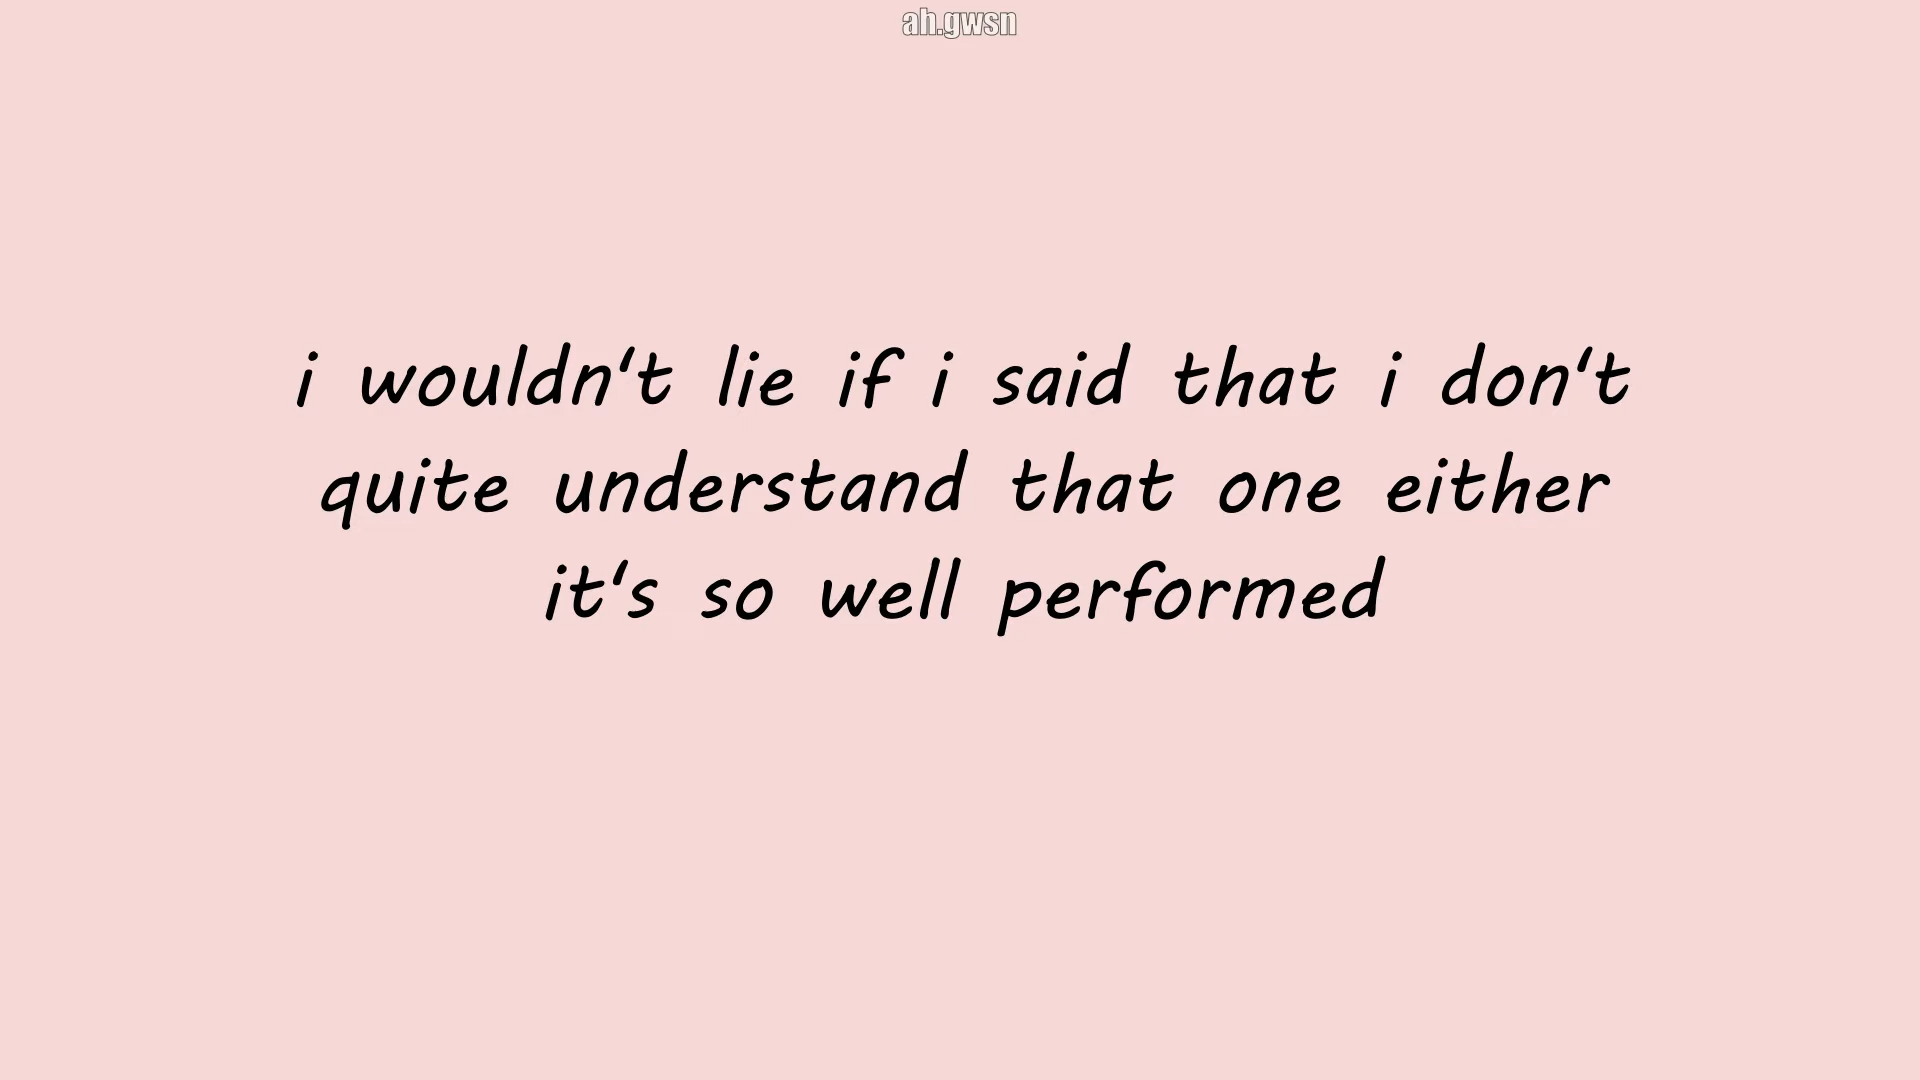 ah.gwsn
i wouldn't lie if i said that i don't
quite understand that one either
it's so well performed